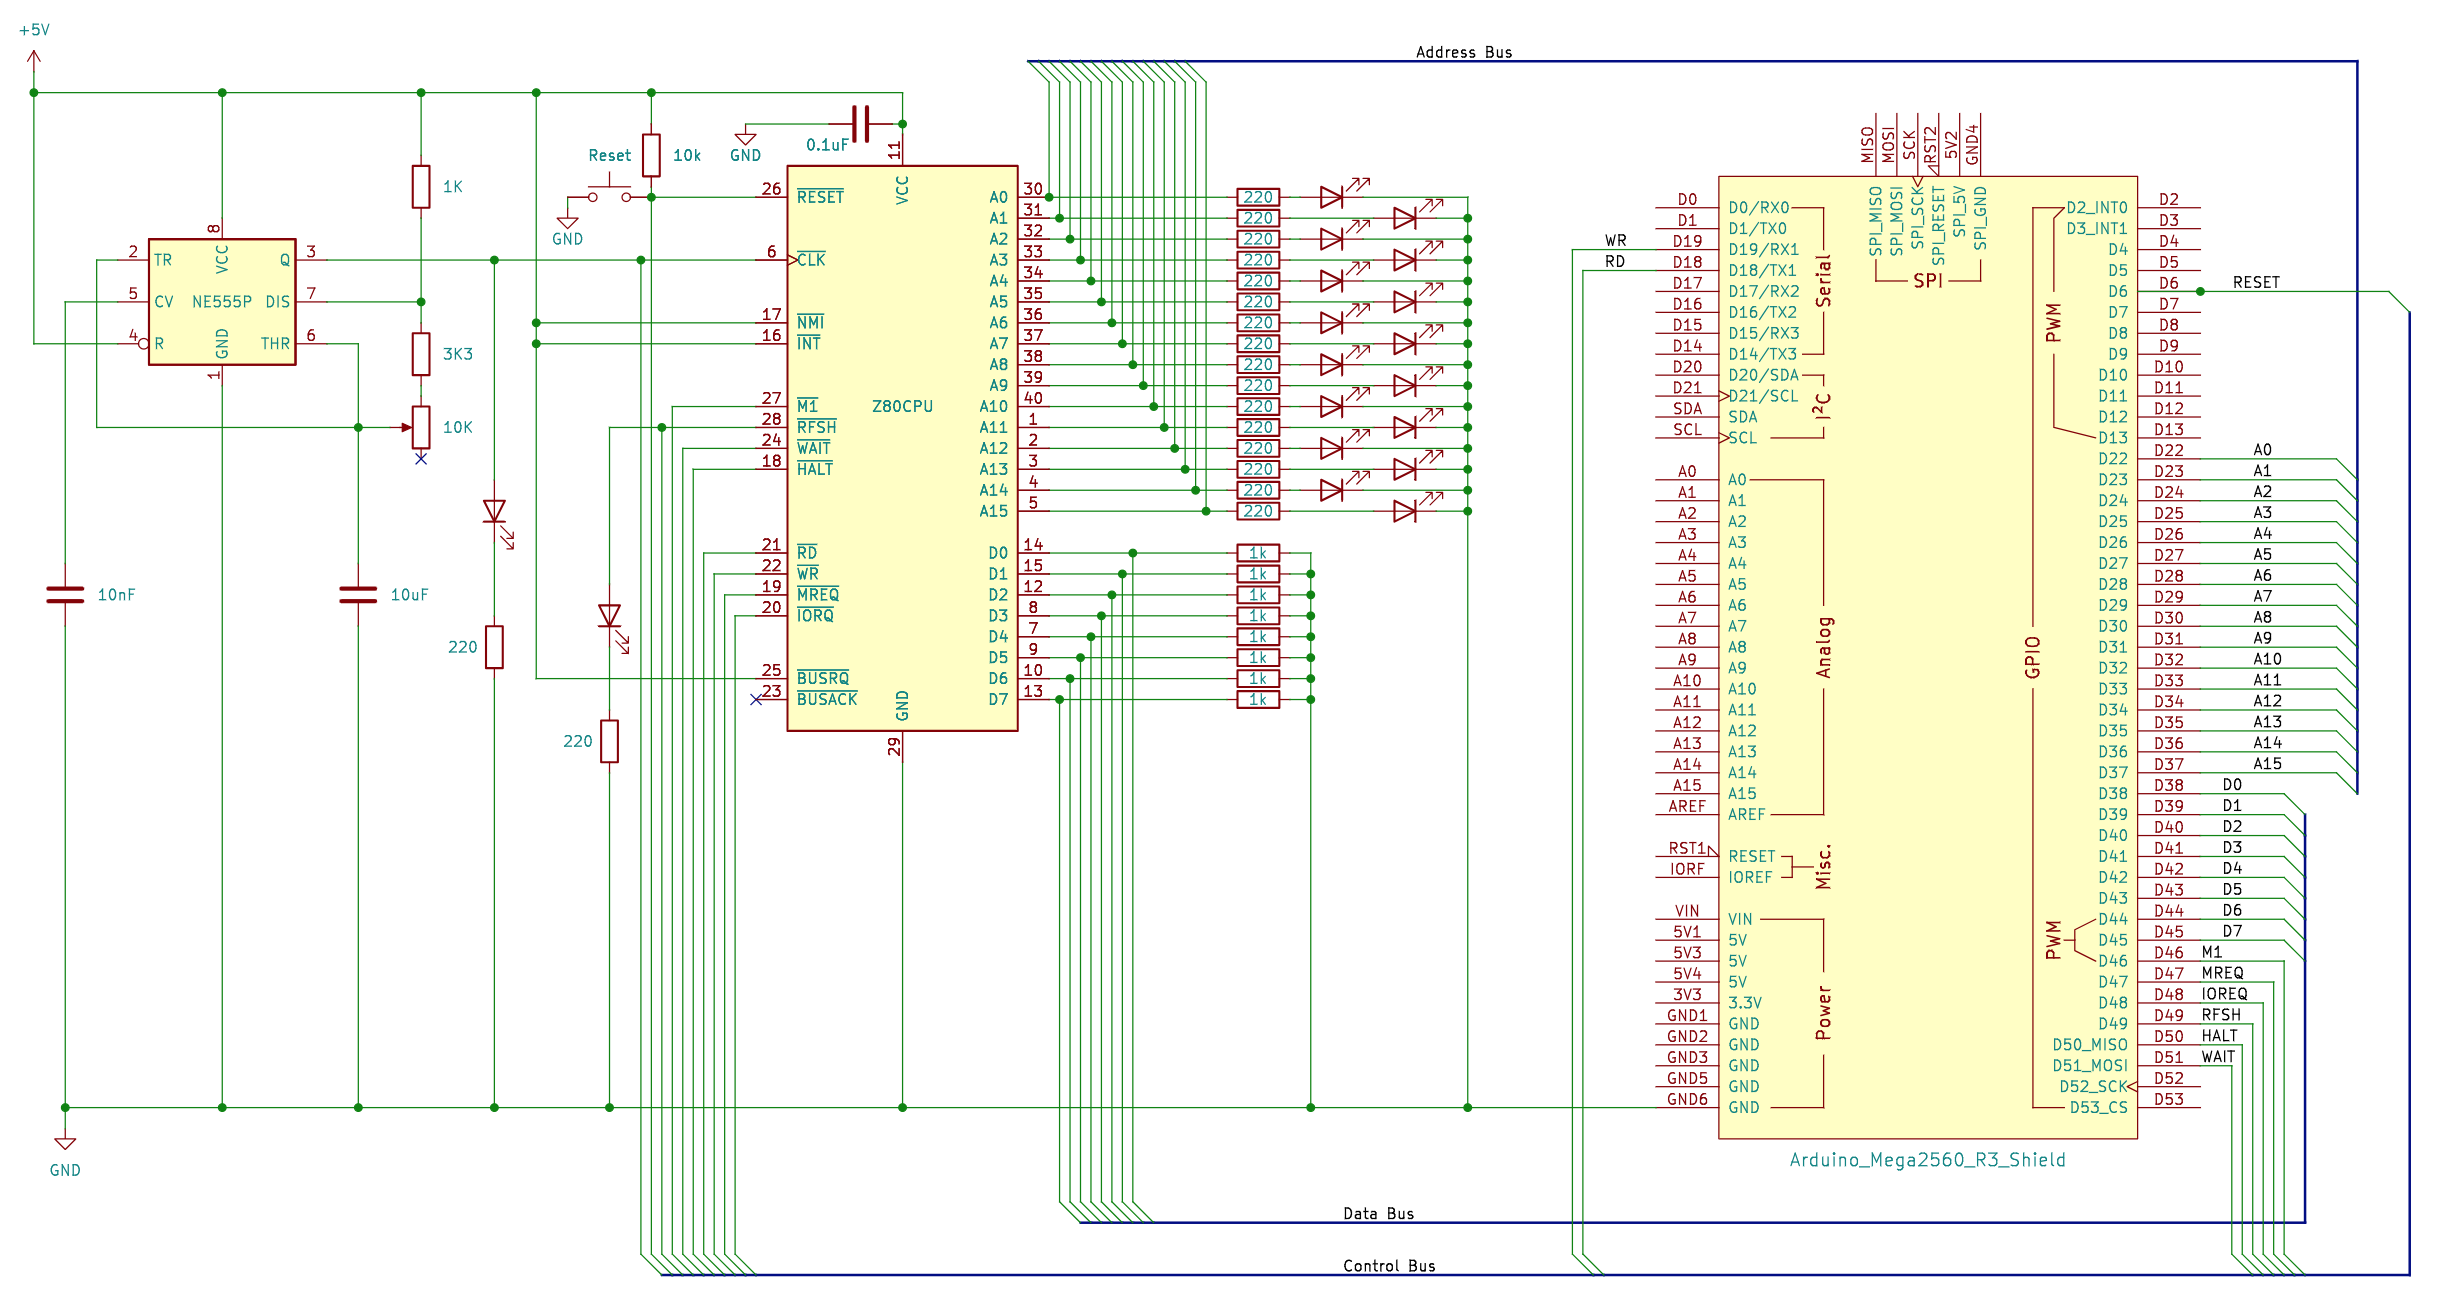 +5V
Address Bus
0.1uF
GND
Reset
10k
GND
1K
2 TR
5 CV
4 R
8 VCC
NE555P
1 GND
Q 3
DIS 7
THR 6
3K3
10K
10nF
10uF
220
220
GND
11 VCC
26 RESET
6 CLK
17 NMI
16 INT
27 M1
28 RFSH
24 WAIT
18 HALT
21 RD
22 WR
19 MREQ
20 IORQ
25 BUSRQ
23 BUSACK
Z80CPU
GND 29
A0 30 220
A1 31 220
A2 32 220
A3 33 220
A4 34 220
A5 35 220
A6 36 220
A7 37 220
A8 38 220
A9 39 220
A10 40 220
A11 1 220
A12 2 220
A13 3 220
A14 4 220
A15 5 220
D0 14 1k
D1 15 1k
D2 12 1k
D3 8 1k
D4 7 1k
D5 9 1k
D6 10 1k
D7 13 1k
WR
RD
MISO MOSI SCK RST2 5V2 GND4
SPI_MISO SPI_MOSI SPI_SCK SPI_RESET SPI_5V SPI_GND
SPI
D0 D0/RX0
D1 D1/TX0
D19 D19/RX1
D18 D18/TX1
D17 D17/RX2
D16 D16/TX2
D15 D15/RX3
D14 D14/TX3
Serial
D20 D20/SDA
D21 D21/SCL
SDA SDA
SCL SCL
I²C
A0 A0
A1 A1
A2 A2
A3 A3
A4 A4
A5 A5
A6 A6
A7 A7
A8 A8
A9 A9
A10 A10
A11 A11
A12 A12
A13 A13
A14 A14
A15 A15
AREF AREF
Analog
RST1 RESET
IORF IOREF
Misc.
VIN VIN
5V1 5V
5V3 5V
5V4 5V
3V3 3.3V
GND1 GND
GND2 GND
GND3 GND
GND5 GND
GND6 GND
Power
PWM
GPIO
PWM
D2_INT0 D2
D3_INT1 D3
D4 D4
D5 D5
D6 D6 RESET
D7 D7
D8 D8
D9 D9
D10 D10
D11 D11
D12 D12
D13 D13
D22 D22 A0
D23 D23 A1
D24 D24 A2
D25 D25 A3
D26 D26 A4
D27 D27 A5
D28 D28 A6
D29 D29 A7
D30 D30 A8
D31 D31 A9
D32 D32 A10
D33 D33 A11
D34 D34 A12
D35 D35 A13
D36 D36 A14
D37 D37 A15
D38 D38 D0
D39 D39 D1
D40 D40 D2
D41 D41 D3
D42 D42 D4
D43 D43 D5
D44 D44 D6
D45 D45 D7
D46 D46 M1
D47 D47 MREQ
D48 D48 IOREQ
D49 D49 RFSH
D50_MISO D50 HALT
D51_MOSI D51 WAIT
D52_SCK D52
D53_CS D53
Arduino_Mega2560_R3_Shield
Data Bus
Control Bus